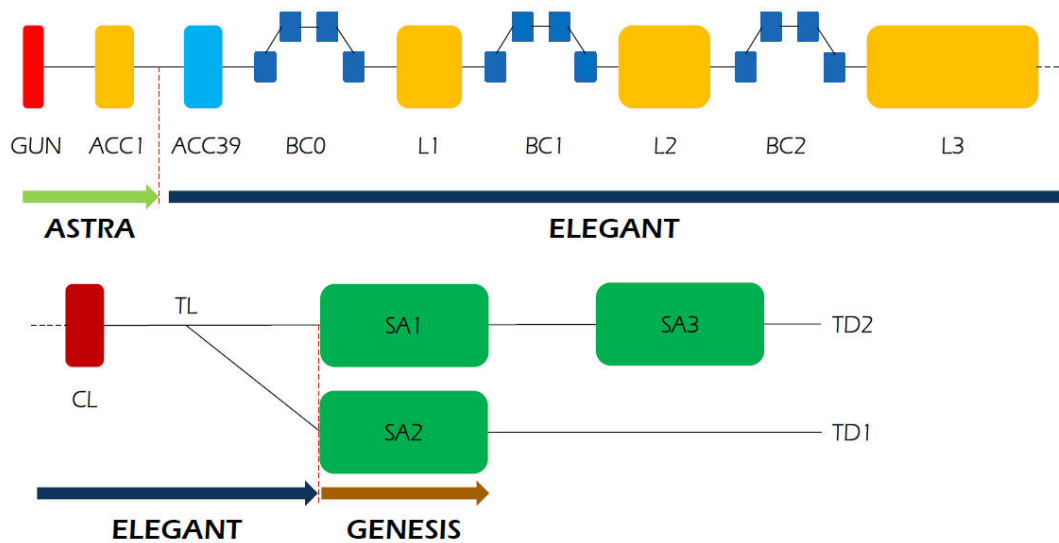 GUN ACC1 ACC39 BC0 L1 BC1 L2 BC2 L3
ASTRA ELEGANT
TL SA1 SA3 TD2
CL
SA2 TD1
ELEGANT GENESIS